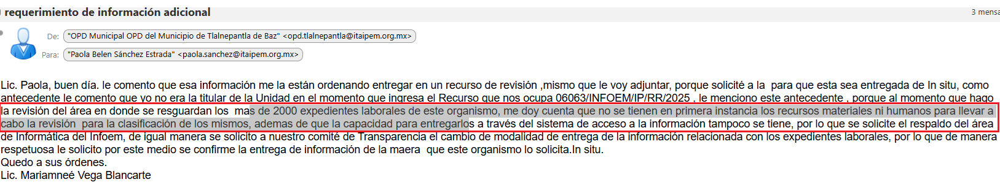 requerimiento de información adicional
3 mensa
De: "OPD Municipal OPD del Municipio de Tlalnepantla de Baz" <opd.tlalnepantla@itaipem.org.mx>
Para: "Paola Belen Sánchez Estrada" <paola.sanchez@itaipem.org.mx>
Lic. Paola, buen día. le comento que esa información me la están ordenando entregar en un recurso de revisión ,mismo que le voy adjuntar, porque solicité a la  para que esta sea entregada de In situ, como
antecedente le comento que yo no era la titular de la Unidad en el momento que ingresa el Recurso que nos ocupa 06063/INFOEM/IP/RR/2025 , le menciono este antecedente , porque al momento que hago
la revisión del área en donde se resguardan los  mas de 2000 expedientes laborales de este organismo, me doy cuenta que no se tienen en primera instancia los recursos materiales ni humanos para llevar a
cabo la revisión  para la clasificación de los mismos, ademas de que la capacidad para entregarlos a través del sistema de acceso a la información tampoco se tiene, por lo que se solicite el respaldo del área
de Informática del Infoem, de igual manera se solicito a nuestro comité de Transparencia el cambio de modalidad de entrega de la información relacionada con los expedientes laborales, por lo que de manera
respetuosa le solicito por este medio se confirme la entrega de información de la maera  que este organismo lo solicita.In situ.
Quedo a sus órdenes.
Lic. Mariamneé Vega Blancarte